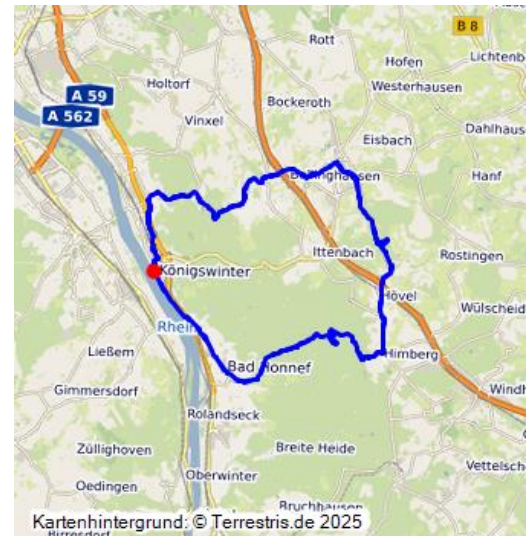 B 8
Rott
Hofen
Lichtenb
Westerhausen
Holtorf
A 59
A 562
Bockeroth
Vinxel
Eisbach
Dahlhaus
Hanf
Ittenbach
Rostingen
Königswinter
Hövel
Wülscheid
Rhein
Ließem
Bad Honnef
Himberg
Gimmersdorf
Windh
Rolandseck
Züllighoven
Breite Heide
Vettelsch
Oberwinter
Oedingen
Bruchhausen
Birresdorf
Kartenhintergrund: © Terrestris.de 2025